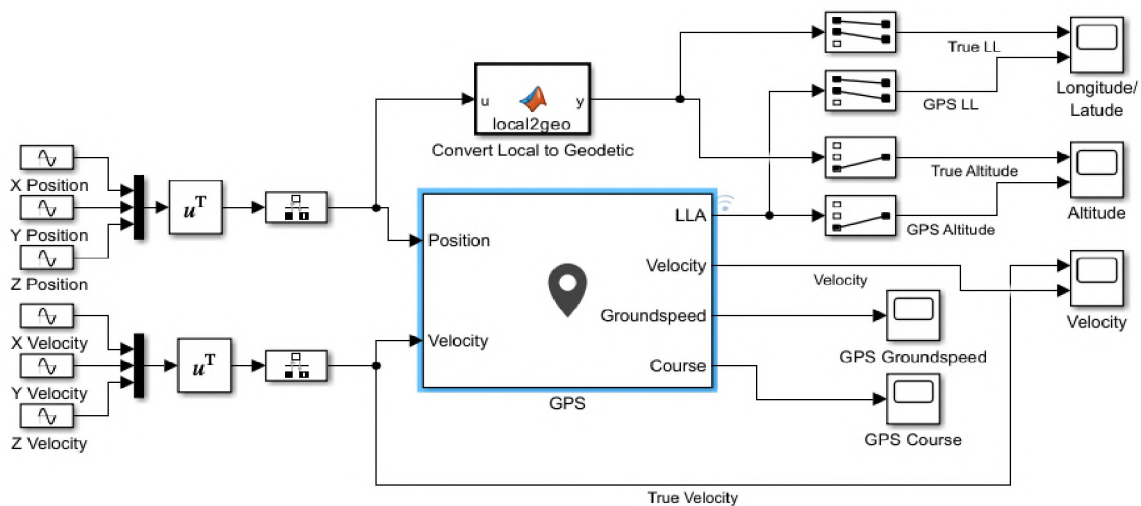 True LL
GPS LL
Longitude/
Latude
u
y
local2geo
Convert Local to Geodetic
X Position
Y Position
Z Position
u^T
True Altitude
GPS Altitude
Altitude
LLA
Position
Velocity
Velocity
Velocity
Groundspeed
Velocity
Course
GPS
GPS Groundspeed
GPS Course
X Velocity
Y Velocity
Z Velocity
u^T
True Velocity